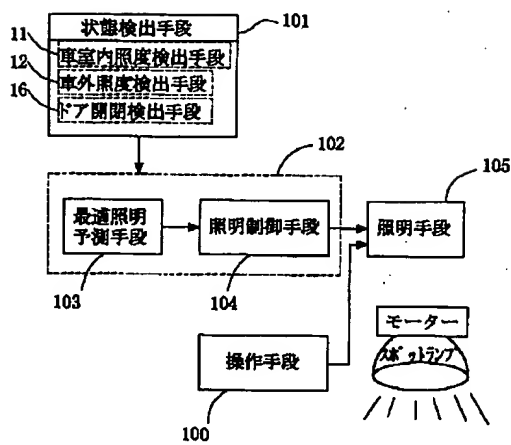 101
状態検出手段
11
車室内照度検出手段
12
車外照度検出手段
16
ドア開閉検出手段
102
105
最適照明
予測手段
照明制御手段
照明手段
103
104
モーター
スポットランプ
操作手段
100